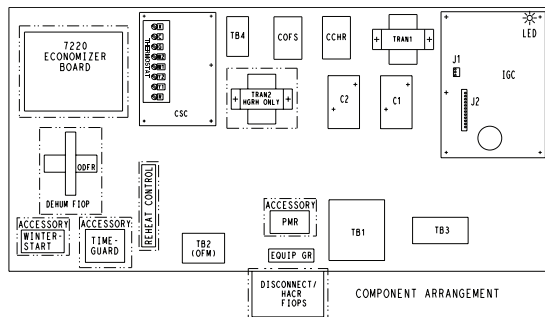 7220
ECONOMIZER
BOARD
THERMOSTAT
CSC
TB4
COFS
CCHR
TRAN1
LED
TRAN2
HGRH ONLY
C2
C1
J1
J2
IGC
ODFR
DEHUM FIOP
REHEAT CONTROL
ACCESSORY
WINTER-
START
ACCESSORY
TIME-
GUARD
TB2
(OFM)
ACCESSORY
PMR
EQUIP GR
TB1
TB3
DISCONNECT/
HACR
FIOPS
COMPONENT ARRANGEMENT